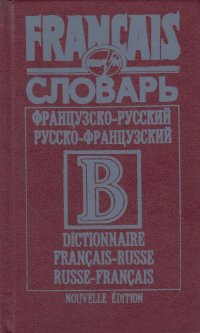 FRANÇAIS
СЛОВАРЬ
ФРАНЦУЗСКО-РУССКИЙ
РУССКО-ФРАНЦУЗСКИЙ
B
DICTIONNAIRE
FRANÇAIS-RUSSE
RUSSE-FRANÇAIS
NOUVELLE ÉDITION